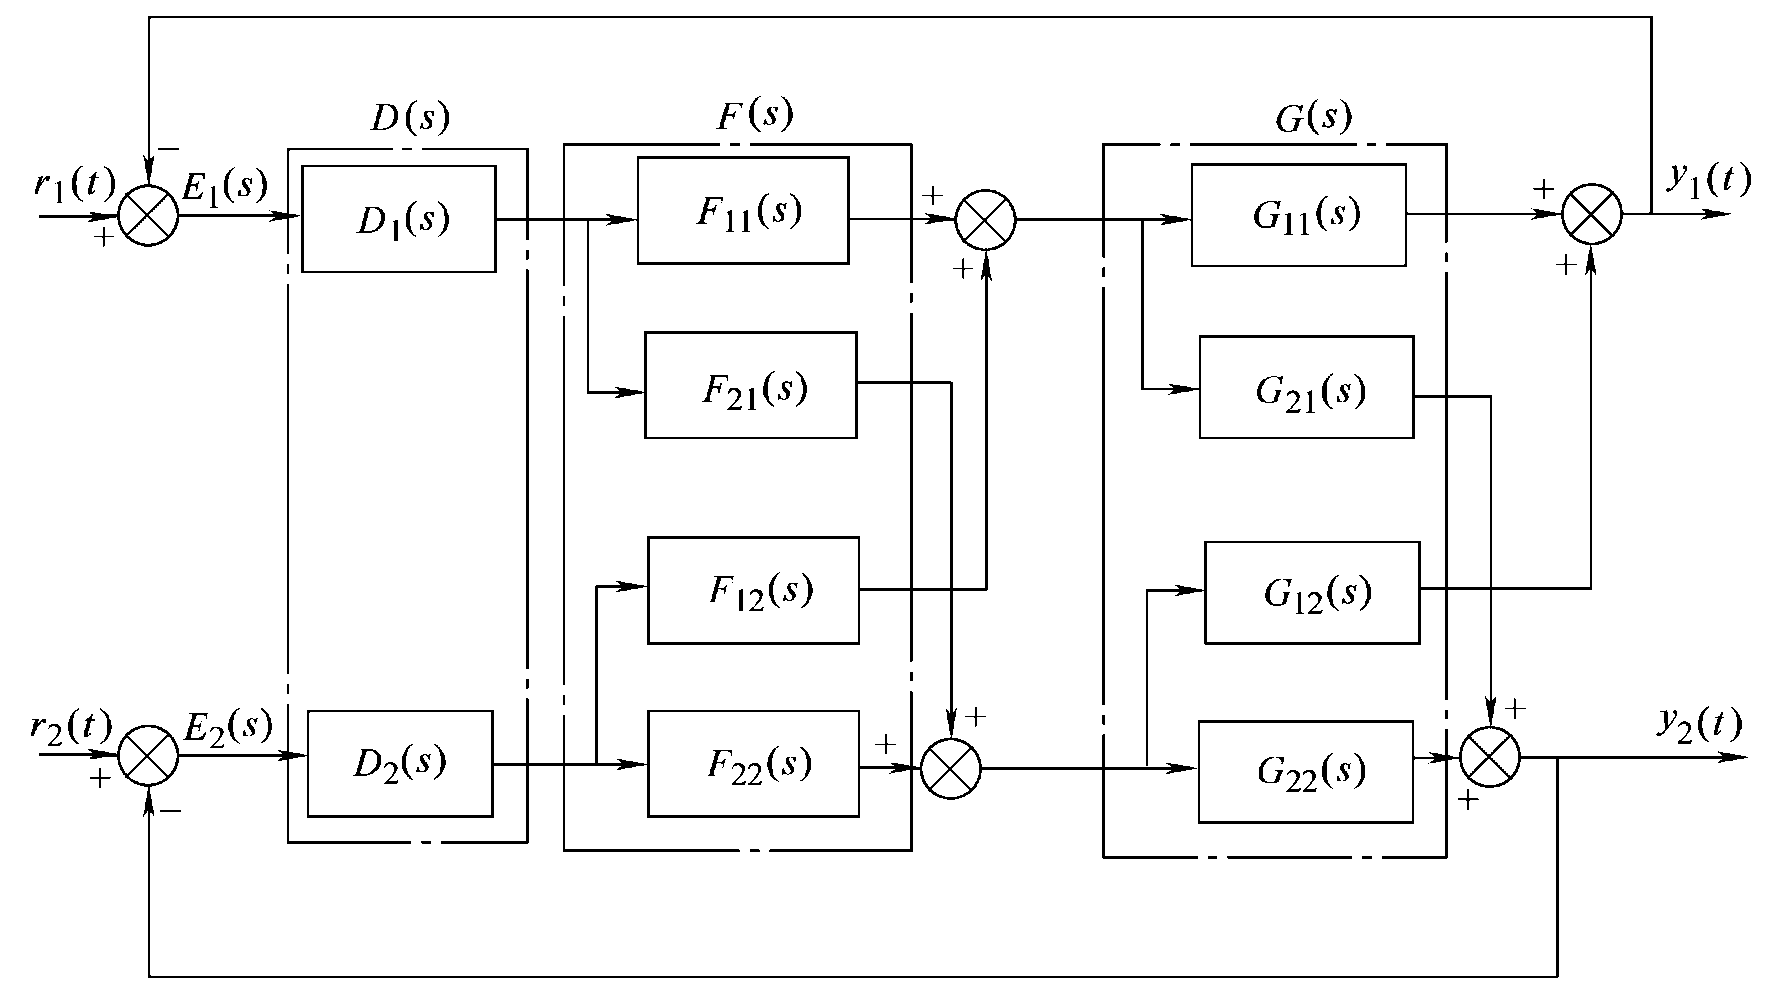 D(s) F(s) G(s)
r₁(t) − + E₁(s) D₁(s) F₁₁(s) + + G₁₁(s) + + y₁(t)
F₂₁(s) G₂₁(s)
F₁₂(s) G₁₂(s)
r₂(t) + − E₂(s) D₂(s) F₂₂(s) + + G₂₂(s) + + y₂(t)